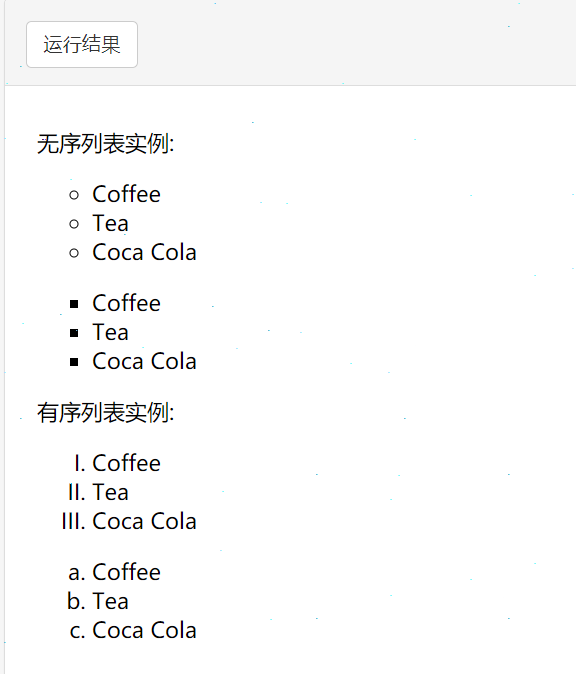 运行结果
无序列表实例:
Coffee
Tea
Coca Cola
Coffee
Tea
Coca Cola
有序列表实例:
I. Coffee
II. Tea
III. Coca Cola
a. Coffee
b. Tea
c. Coca Cola